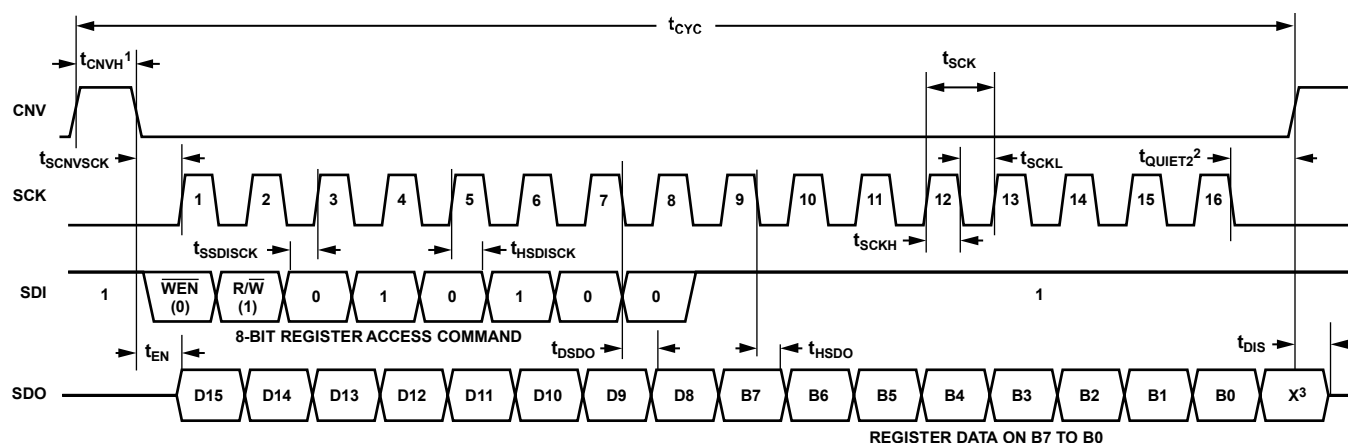 tCYC
tCNVH1
tSCK
CNV
tSCNVSCK
tSCKL
tQUIET22
SCK
1 2 3 4 5 6 7 8 9 10 11 12 13 14 15 16
tSSDISCK
tHSDISCK
tSCKH
SDI
1
WEN (0)
R/W (1)
0 1 0 1 0 0
1
8-BIT REGISTER ACCESS COMMAND
tEN
tDSDO
tHSDO
tDIS
SDO
D15 D14 D13 D12 D11 D10 D9 D8 B7 B6 B5 B4 B3 B2 B1 B0 X3
REGISTER DATA ON B7 TO B0